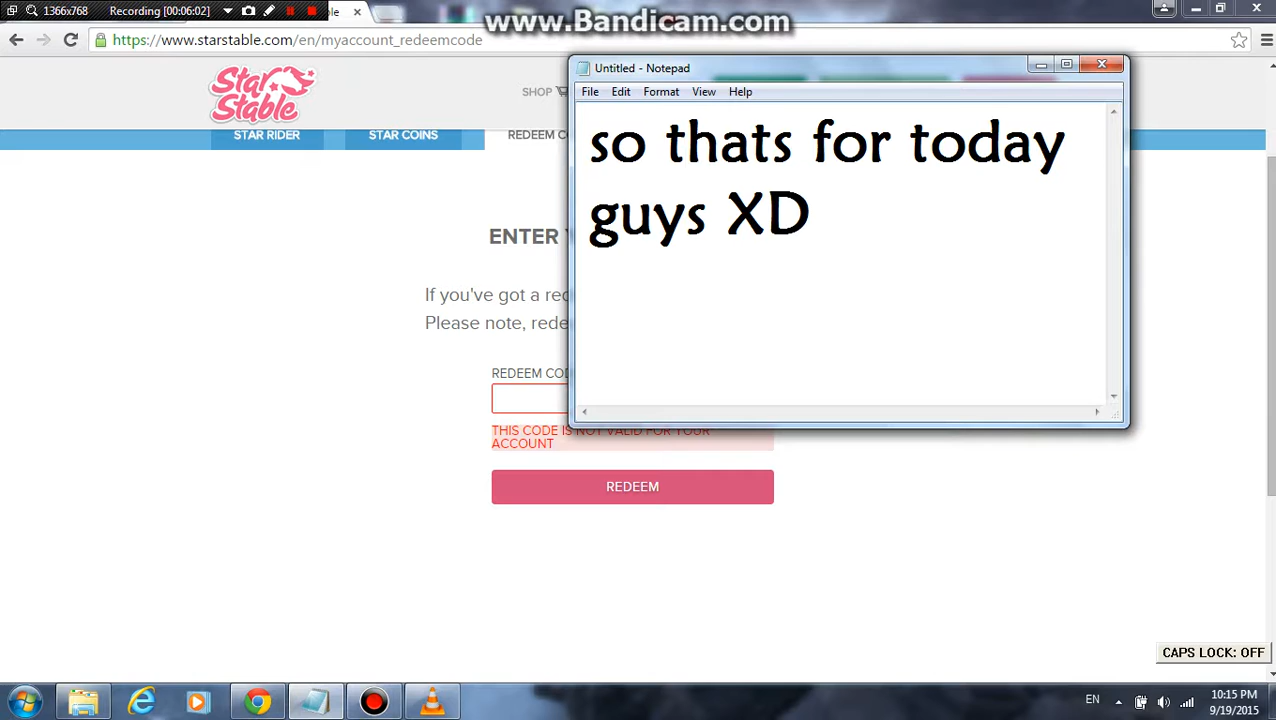 1366x768 Recording [00:06:02] ble
www.Bandicam.com
https://www.starstable.com/en/myaccount_redeemcode
Star Stable
SHOP
Untitled - Notepad
File Edit Format View Help
STAR RIDER STAR COINS REDEEM
so thats for today
guys XD
ENTER
If you've got a
Please note,
REDEEM
THIS CODE IS NOT VALID FOR YOUR
ACCOUNT
REDEEM
CAPS LOCK: OFF
EN
10:15 PM
9/19/2015